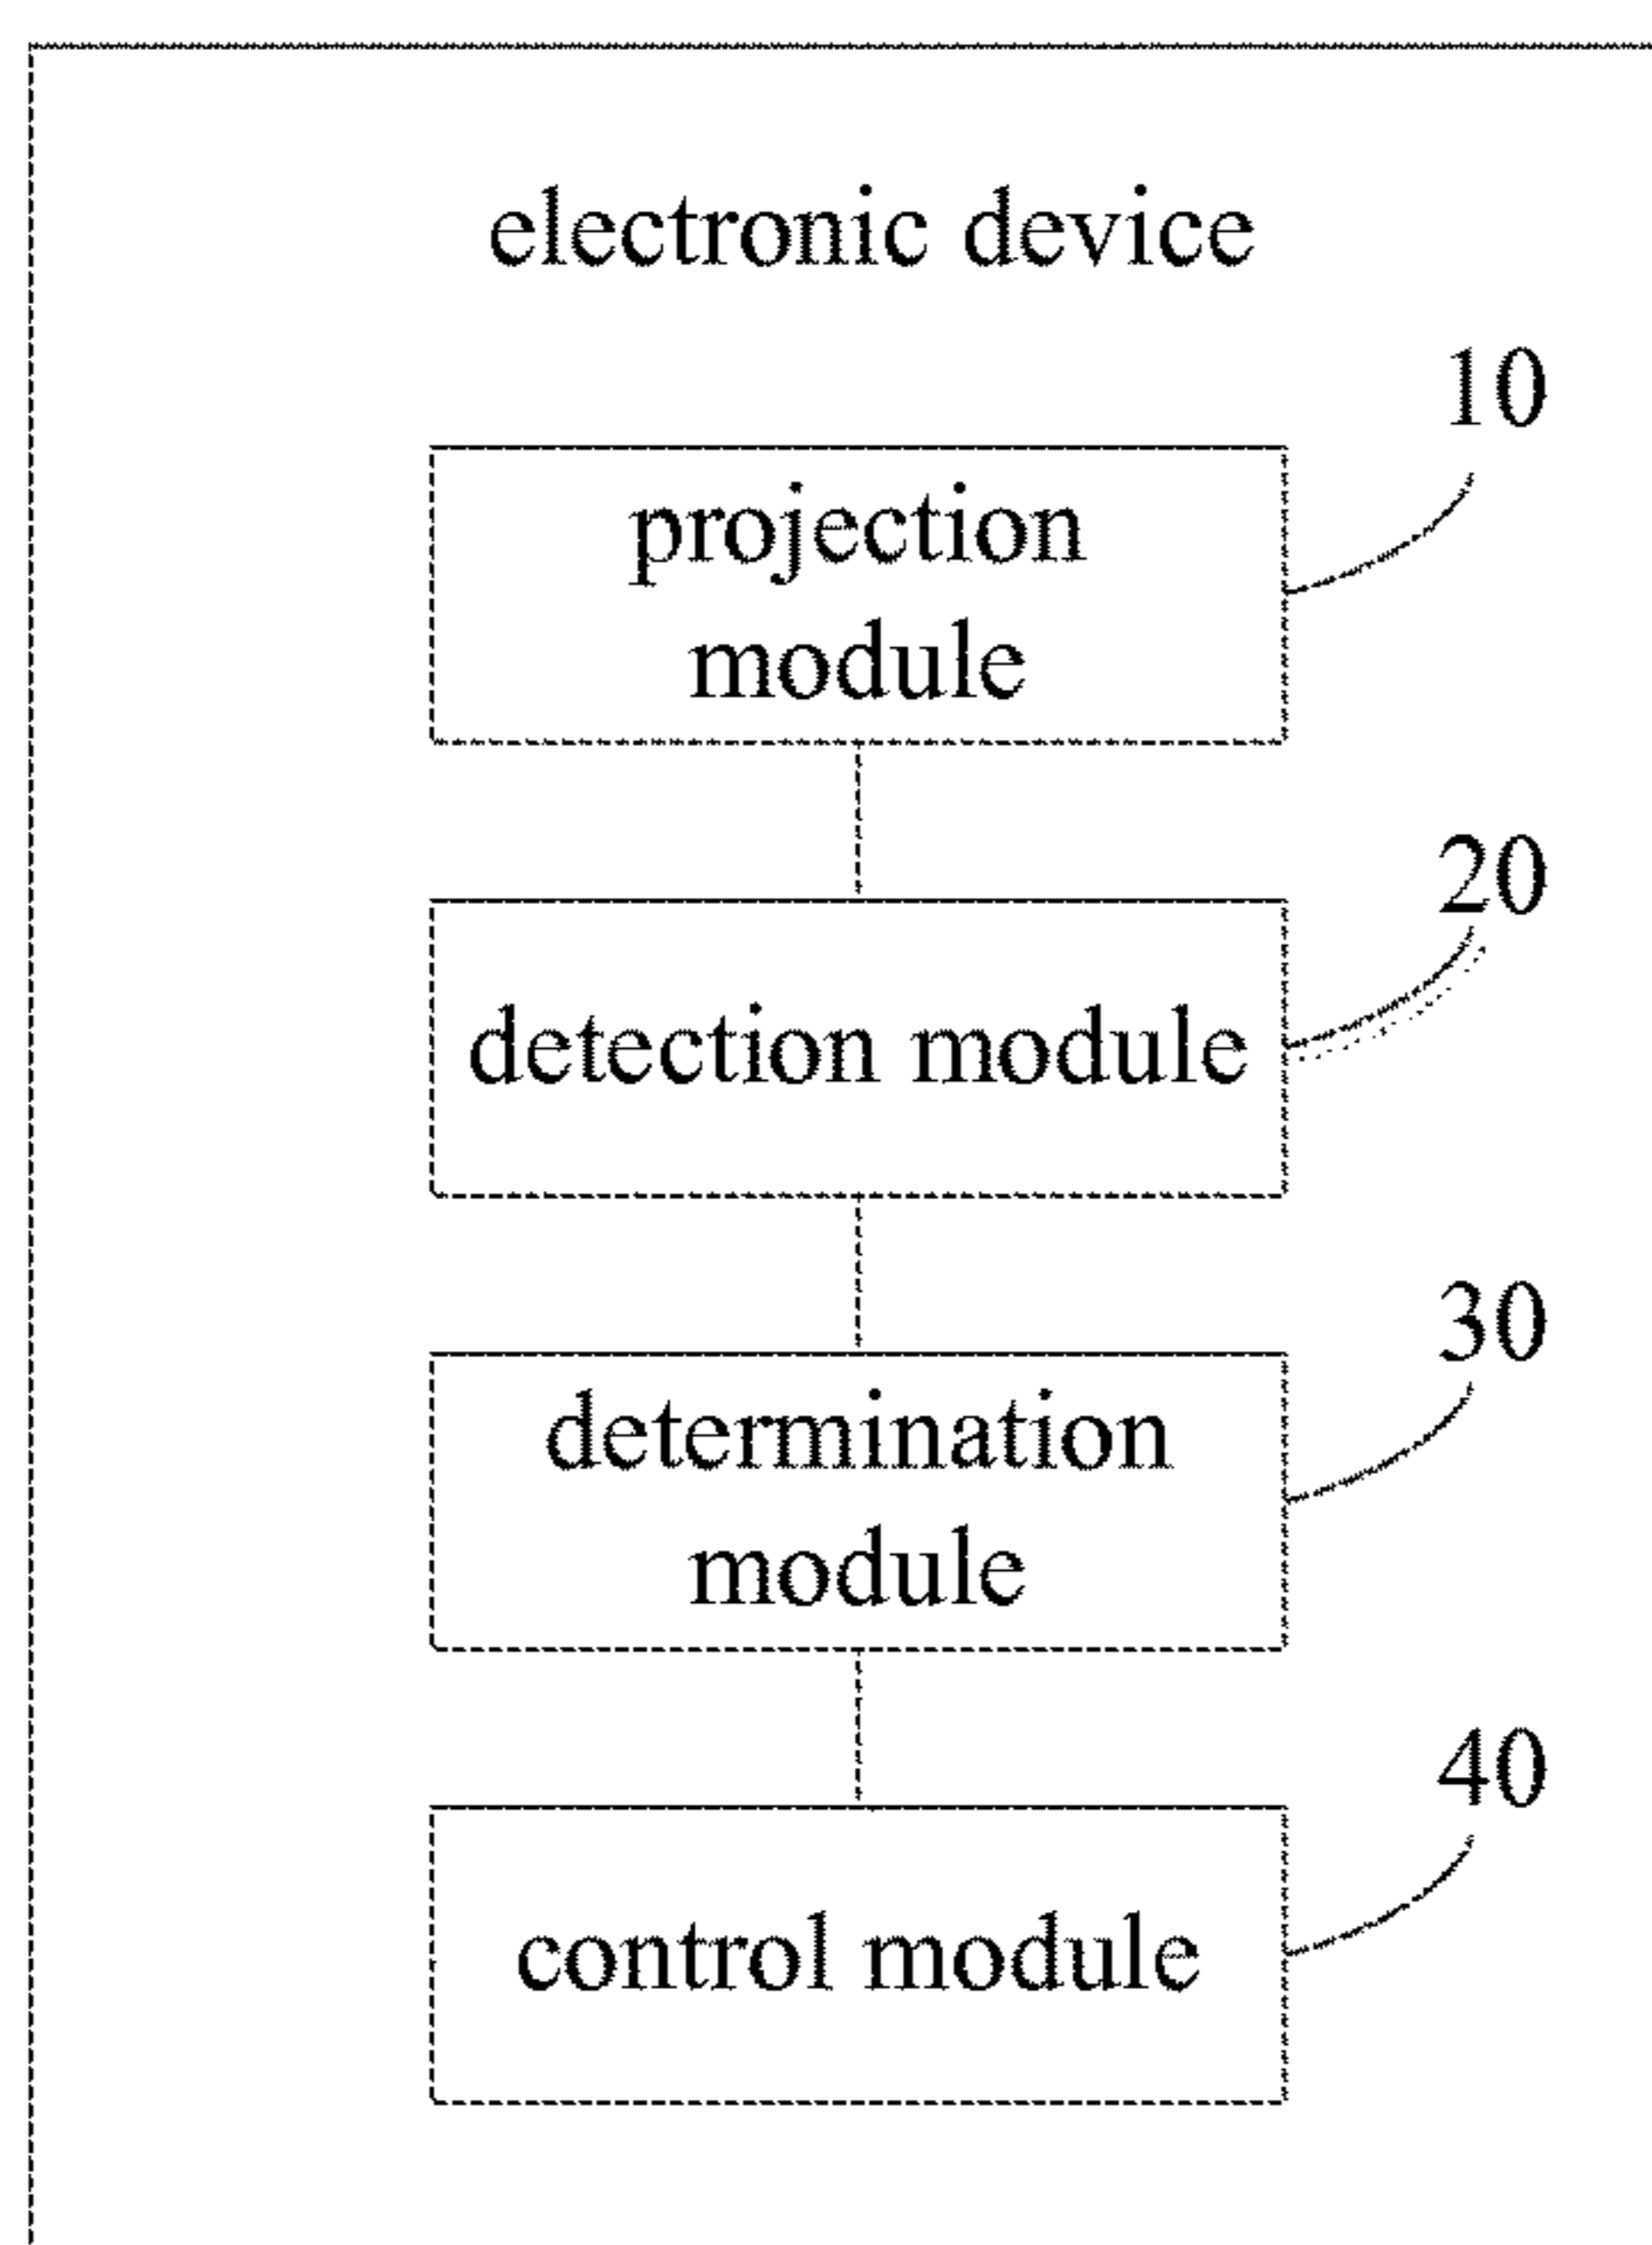 electronic device
10
projection
module
20
detection module
30
determination
module
40
control module